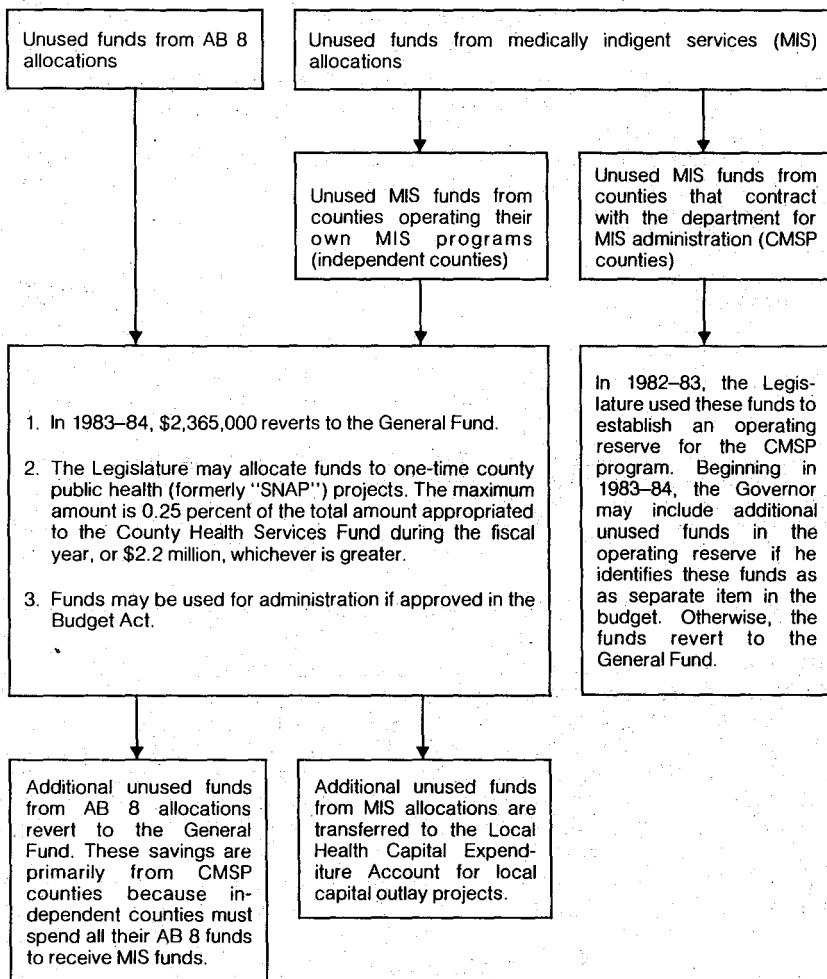 Unused funds from AB 8
allocations
Unused funds from medically indigent services (MIS)
allocations
Unused MIS funds from
counties operating their
own MIS programs
(independent counties)
Unused MIS funds from
counties that contract
with the department for
MIS administration (CMSP
counties)
1. In 1983–84, $2,365,000 reverts to the General Fund.
2. The Legislature may allocate funds to one-time county
public health (formerly "SNAP") projects. The maximum
amount is 0.25 percent of the total amount appropriated
to the County Health Services Fund during the fiscal
year, or $2.2 million, whichever is greater.
3. Funds may be used for administration if approved in the
Budget Act.
In 1982–83, the Legis-
lature used these funds to
establish an operating
reserve for the CMSP
program. Beginning in
1983–84, the Governor
may include additional
unused funds in the
operating reserve if he
identifies these funds as
as separate item in the
budget. Otherwise, the
funds revert to the
General Fund.
Additional unused funds
from AB 8 allocations
revert to the General
Fund. These savings are
primarily from CMSP
counties because in-
dependent counties must
spend all their AB 8 funds
to receive MIS funds.
Additional unused funds
from MIS allocations are
transferred to the Local
Health Capital Expend-
iture Account for local
capital outlay projects.